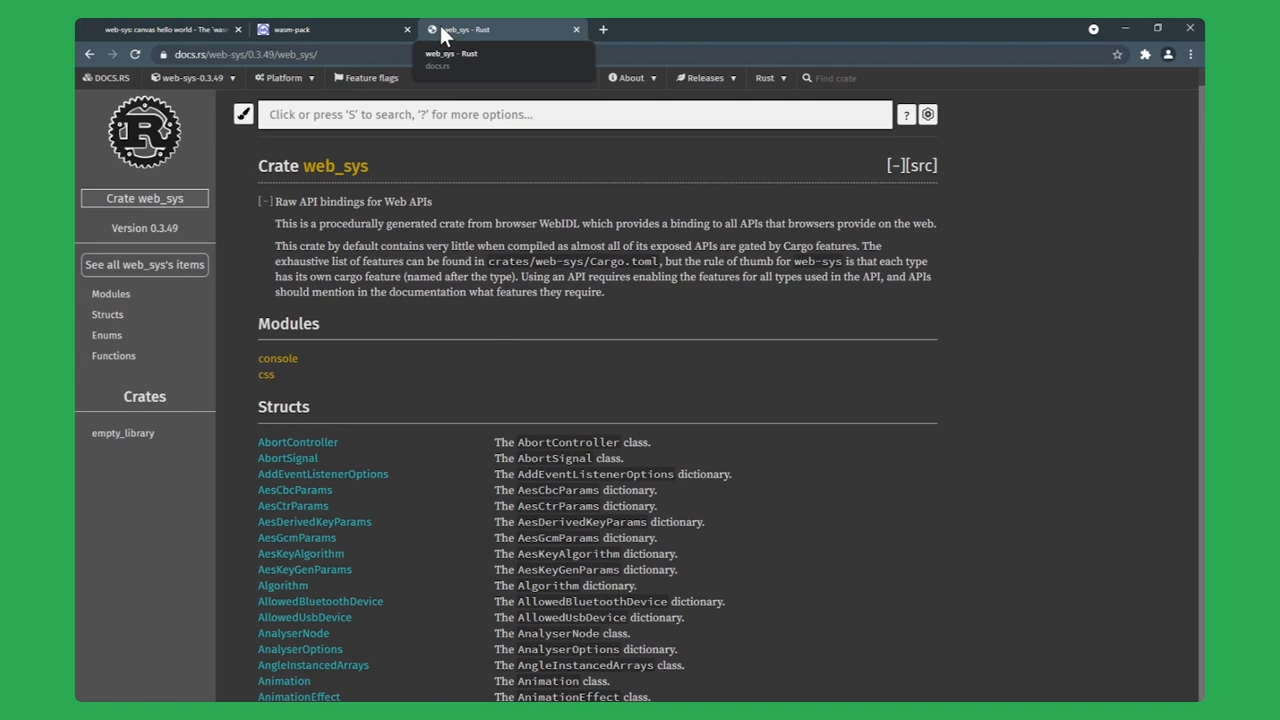 web-sys: canvas hello world - The `wasm
wasm-pack
web_sys - Rust
web_sys - Rust
docs.rs
docs.rs/web-sys/0.3.49/web_sys/
DOCS.RS
web-sys-0.3.49
Platform
Feature flags
About
Releases
Rust
Find crate
Click or press ‘S’ to search, ‘?’ for more options…
?
Crate web_sys
Version 0.3.49
See all web_sys's items
Modules
Structs
Enums
Functions
Crates
empty_library
Crate web_sys
[−][src]
[-] Raw API bindings for Web APIs
This is a procedurally generated crate from browser WebIDL which provides a binding to all APIs that browsers provide on the web.
This crate by default contains very little when compiled as almost all of its exposed APIs are gated by Cargo features. The
exhaustive list of features can be found in crates/web-sys/Cargo.toml, but the rule of thumb for web-sys is that each type
has its own cargo feature (named after the type). Using an API requires enabling the features for all types used in the API, and APIs
should mention in the documentation what features they require.
Modules
console
css
Structs
AbortController The AbortController class.
AbortSignal The AbortSignal class.
AddEventListenerOptions The AddEventListenerOptions dictionary.
AesCbcParams The AesCbcParams dictionary.
AesCtrParams The AesCtrParams dictionary.
AesDerivedKeyParams The AesDerivedKeyParams dictionary.
AesGcmParams The AesGcmParams dictionary.
AesKeyAlgorithm The AesKeyAlgorithm dictionary.
AesKeyGenParams The AesKeyGenParams dictionary.
Algorithm The Algorithm dictionary.
AllowedBluetoothDevice The AllowedBluetoothDevice dictionary.
AllowedUsbDevice The AllowedUsbDevice dictionary.
AnalyserNode The AnalyserNode class.
AnalyserOptions The AnalyserOptions dictionary.
AngleInstancedArrays The AngleInstancedArrays class.
Animation The Animation class.
AnimationEffect The AnimationEffect class.